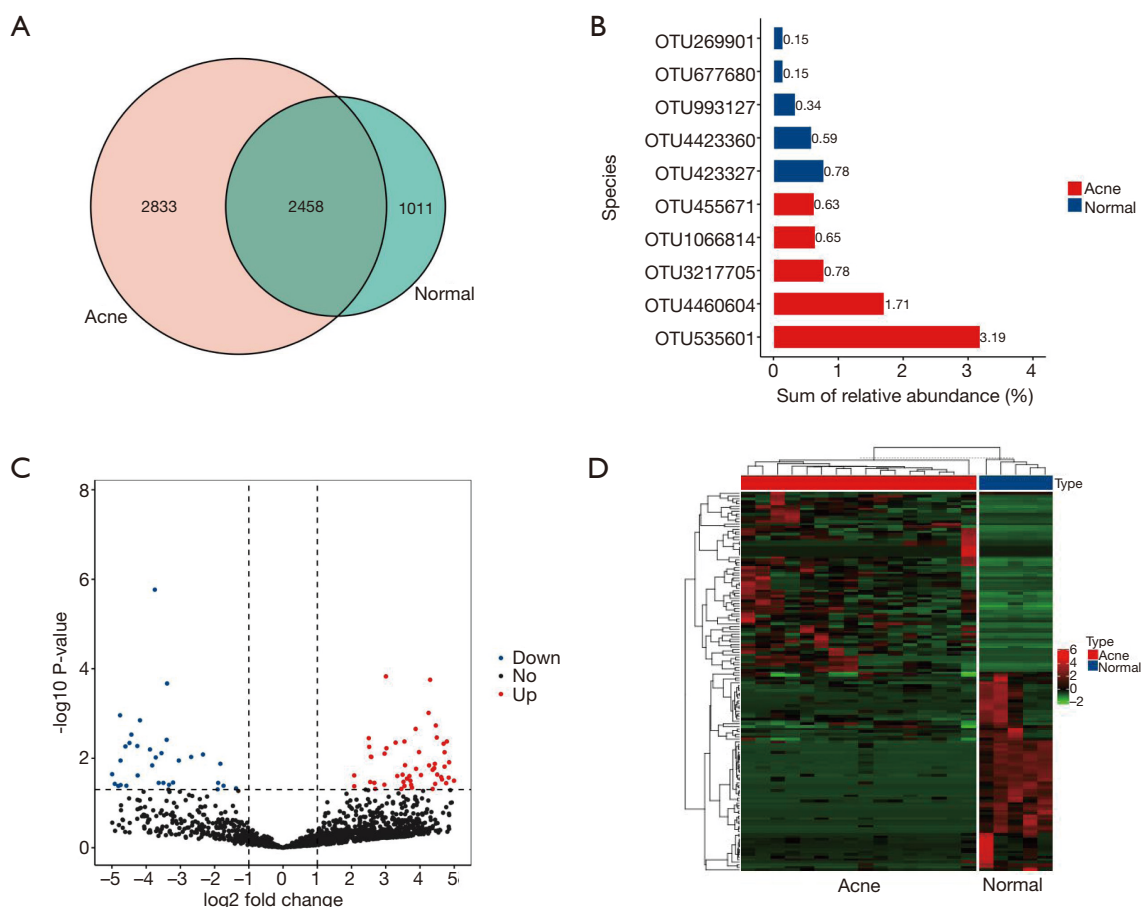 A
2833
2458
1011
Acne
Normal
B
Species
OTU269901
0.15
OTU677680
0.15
OTU993127
0.34
OTU4423360
0.59
OTU423327
0.78
OTU455671
0.63
OTU1066814
0.65
OTU3217705
0.78
OTU4460604
1.71
OTU535601
3.19
0 1 2 3 4
Sum of relative abundance (%)
Acne
Normal
C
-log10 P-value
8
6
4
2
0
-5 -4 -3 -2 -1 0 1 2 3 4 5
log2 fold change
Down
No
Up
D
Type
Type
6
4
2
0
-2
Acne
Normal
Acne
Normal